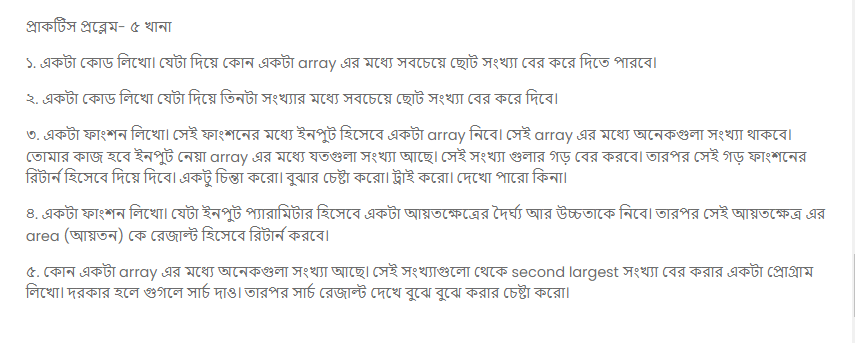 প্রাকটিস প্রব্লেম- ৫ খানা
১. একটা কোড লিখো। যেটা দিয়ে কোন একটা array এর মধ্যে সবচেয়ে ছোট সংখ্যা বের করে দিতে পারবে।
২. একটা কোড লিখো যেটা দিয়ে তিনটা সংখ্যার মধ্যে সবচেয়ে ছোট সংখ্যা বের করে দিবে।
৩. একটা ফাংশন লিখো। সেই ফাংশনের মধ্যে ইনপুট হিসেবে একটা array নিবে। সেই array এর মধ্যে অনেকগুলা সংখ্যা থাকবে।
তোমার কাজ হবে ইনপুট নেয়া array এর মধ্যে যতগুলা সংখ্যা আছে। সেই সংখ্যা গুলার গড় বের করবে। তারপর সেই গড় ফাংশনের
রিটার্ন হিসেবে দিয়ে দিবে। একটু চিন্তা করো। বুঝার চেষ্টা করো। ট্রাই করো। দেখো পারো কিনা।
৪. একটা ফাংশন লিখো। যেটা ইনপুট প্যারামিটার হিসেবে একটা আয়তক্ষেত্রের দৈর্ঘ্য আর উচ্চতাকে নিবে। তারপর সেই আয়তক্ষেত্র এর
area (আয়তন) কে রেজাল্ট হিসেবে রিটার্ন করবে।
৫. কোন একটা array এর মধ্যে অনেকগুলা সংখ্যা আছে। সেই সংখ্যাগুলো থেকে second largest সংখ্যা বের করার একটা প্রোগ্রাম
লিখো। দরকার হলে গুগলে সার্চ দাও। তারপর সার্চ রেজাল্ট দেখে বুঝে বুঝে করার চেষ্টা করো।